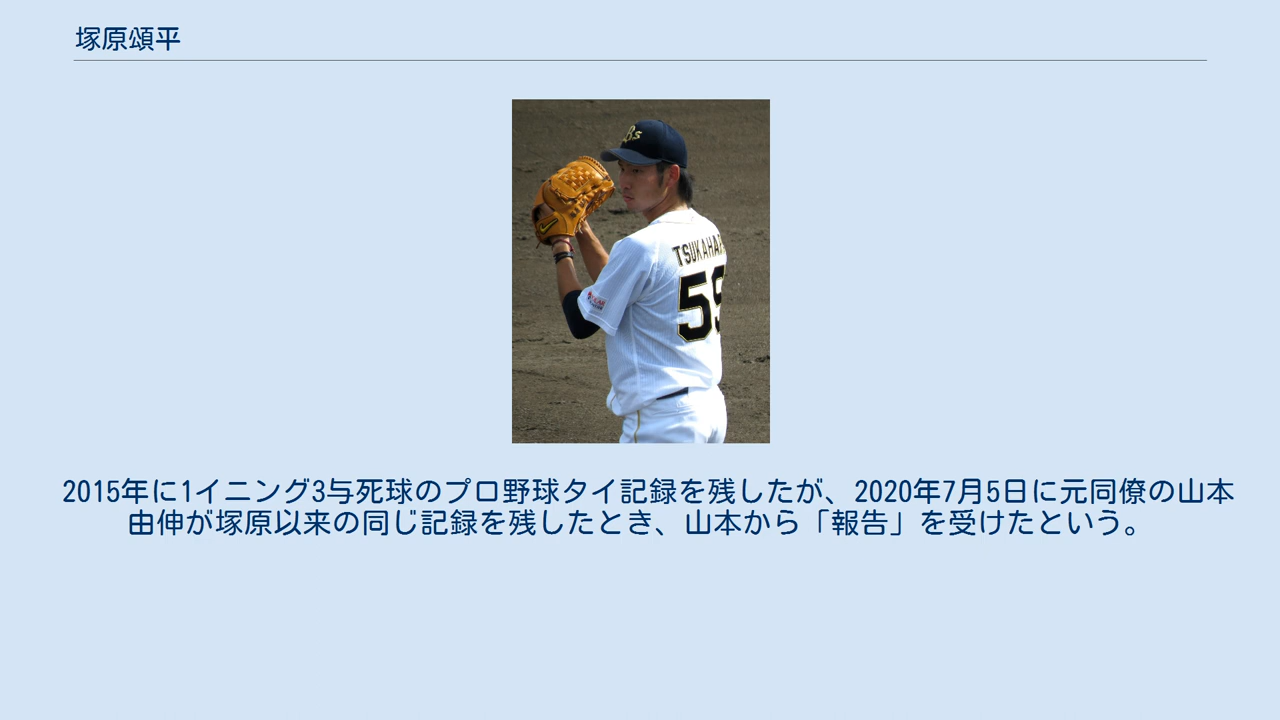 塚原頌平
Bs
TSUKAHAR
59
2015年に1イニング3与死球のプロ野球タイ記録を残したが、2020年7月5日に元同僚の山本
由伸が塚原以来の同じ記録を残したとき、山本から「報告」を受けたという。